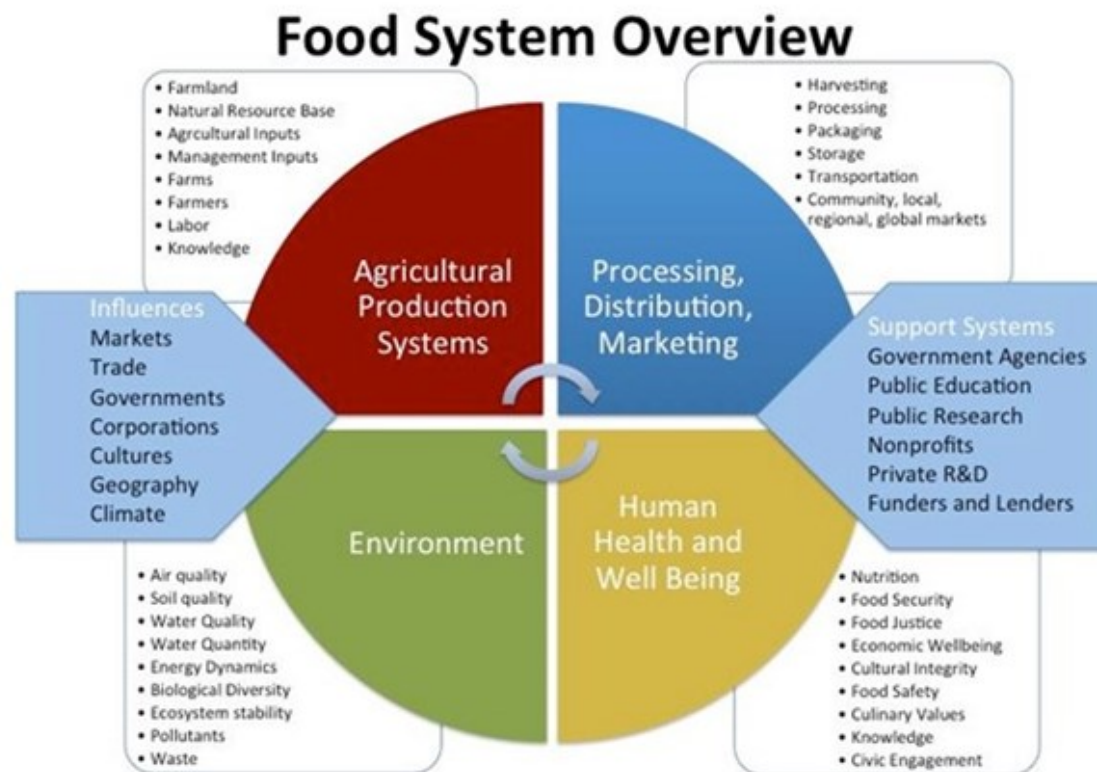 Food System Overview
• Farmland
• Natural Resource Base
• Agrcultural Inputs
• Management Inputs
• Farms
• Farmers
• Labor
• Knowledge
• Harvesting
• Processing
• Packaging
• Storage
• Transportation
• Community, local,
regional, global markets
Agricultural
Production
Systems
Processing,
Distribution,
Marketing
Influences
Markets
Trade
Governments
Corporations
Cultures
Geography
Climate
Support Systems
Government Agencies
Public Education
Public Research
Nonprofits
Private R&D
Funders and Lenders
Environment
Human
Health and
Well Being
• Air quality
• Soil quality
• Water Quality
• Water Quantity
• Energy Dynamics
• Biological Diversity
• Ecosystem stability
• Pollutants
• Waste
• Nutrition
• Food Security
• Food Justice
• Economic Wellbeing
• Cultural Integrity
• Food Safety
• Culinary Values
• Knowledge
• Civic Engagement